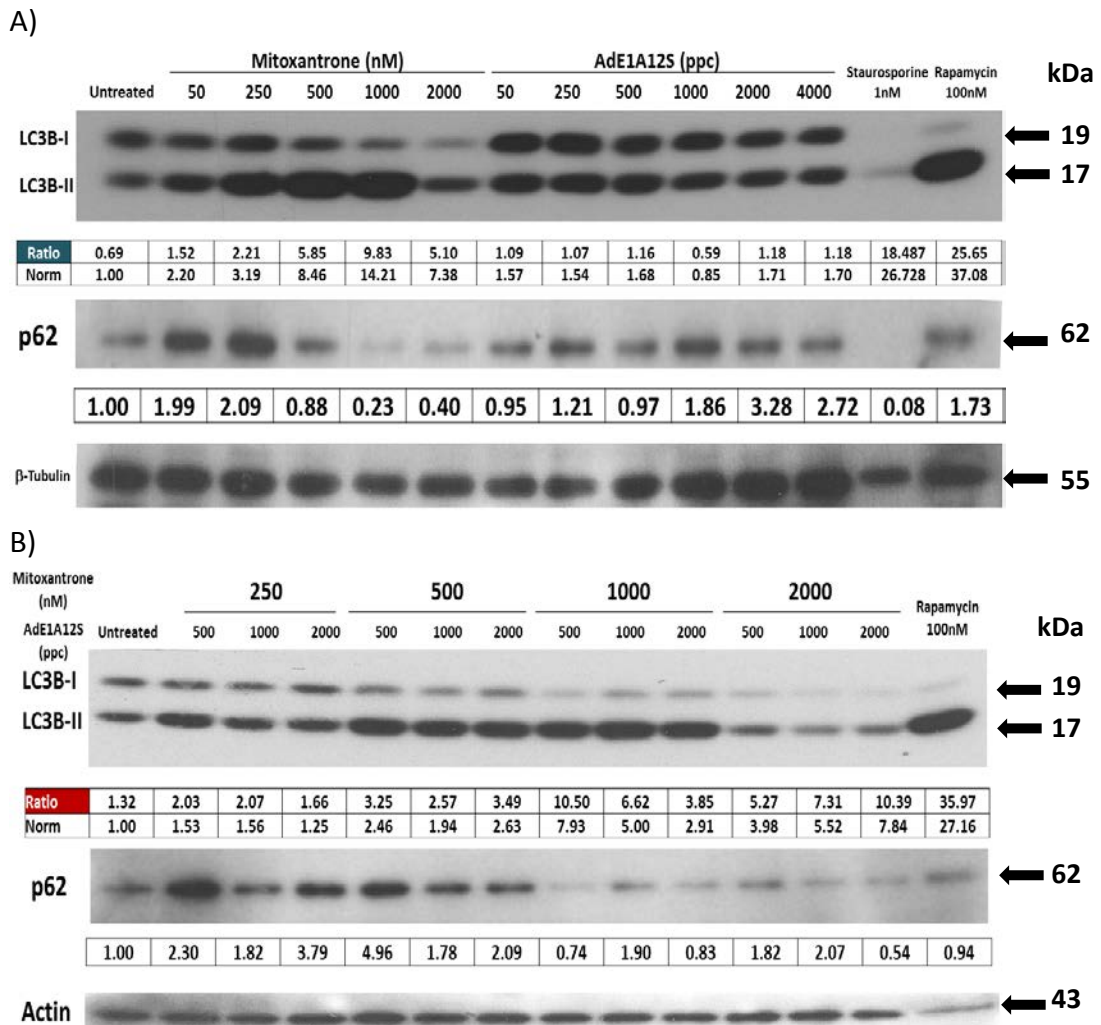 A)
Mitoxantrone (nM) AdE1A12S (ppc) Staurosporine Rapamycin kDa
Untreated 50 250 500 1000 2000 50 250 500 1000 2000 4000 1nM 100nM
LC3B-I 19
LC3B-II 17
Ratio 0.69 1.52 2.21 5.85 9.83 5.10 1.09 1.07 1.16 0.59 1.18 1.18 18.487 25.65
Norm 1.00 2.20 3.19 8.46 14.21 7.38 1.57 1.54 1.68 0.85 1.71 1.70 26.728 37.08
p62 62
1.00 1.99 2.09 0.88 0.23 0.40 0.95 1.21 0.97 1.86 3.28 2.72 0.08 1.73
β-Tubulin 55
B)
Mitoxantrone (nM) 250 500 1000 2000 Rapamycin 100nM kDa
AdE1A12S (ppc) Untreated 500 1000 2000 500 1000 2000 500 1000 2000 500 1000 2000
LC3B-I 19
LC3B-II 17
Ratio 1.32 2.03 2.07 1.66 3.25 2.57 3.49 10.50 6.62 3.85 5.27 7.31 10.39 35.97
Norm 1.00 1.53 1.56 1.25 2.46 1.94 2.63 7.93 5.00 2.91 3.98 5.52 7.84 27.16
p62 62
1.00 2.30 1.82 3.79 4.96 1.78 2.09 0.74 1.90 0.83 1.82 2.07 0.54 0.94
Actin 43